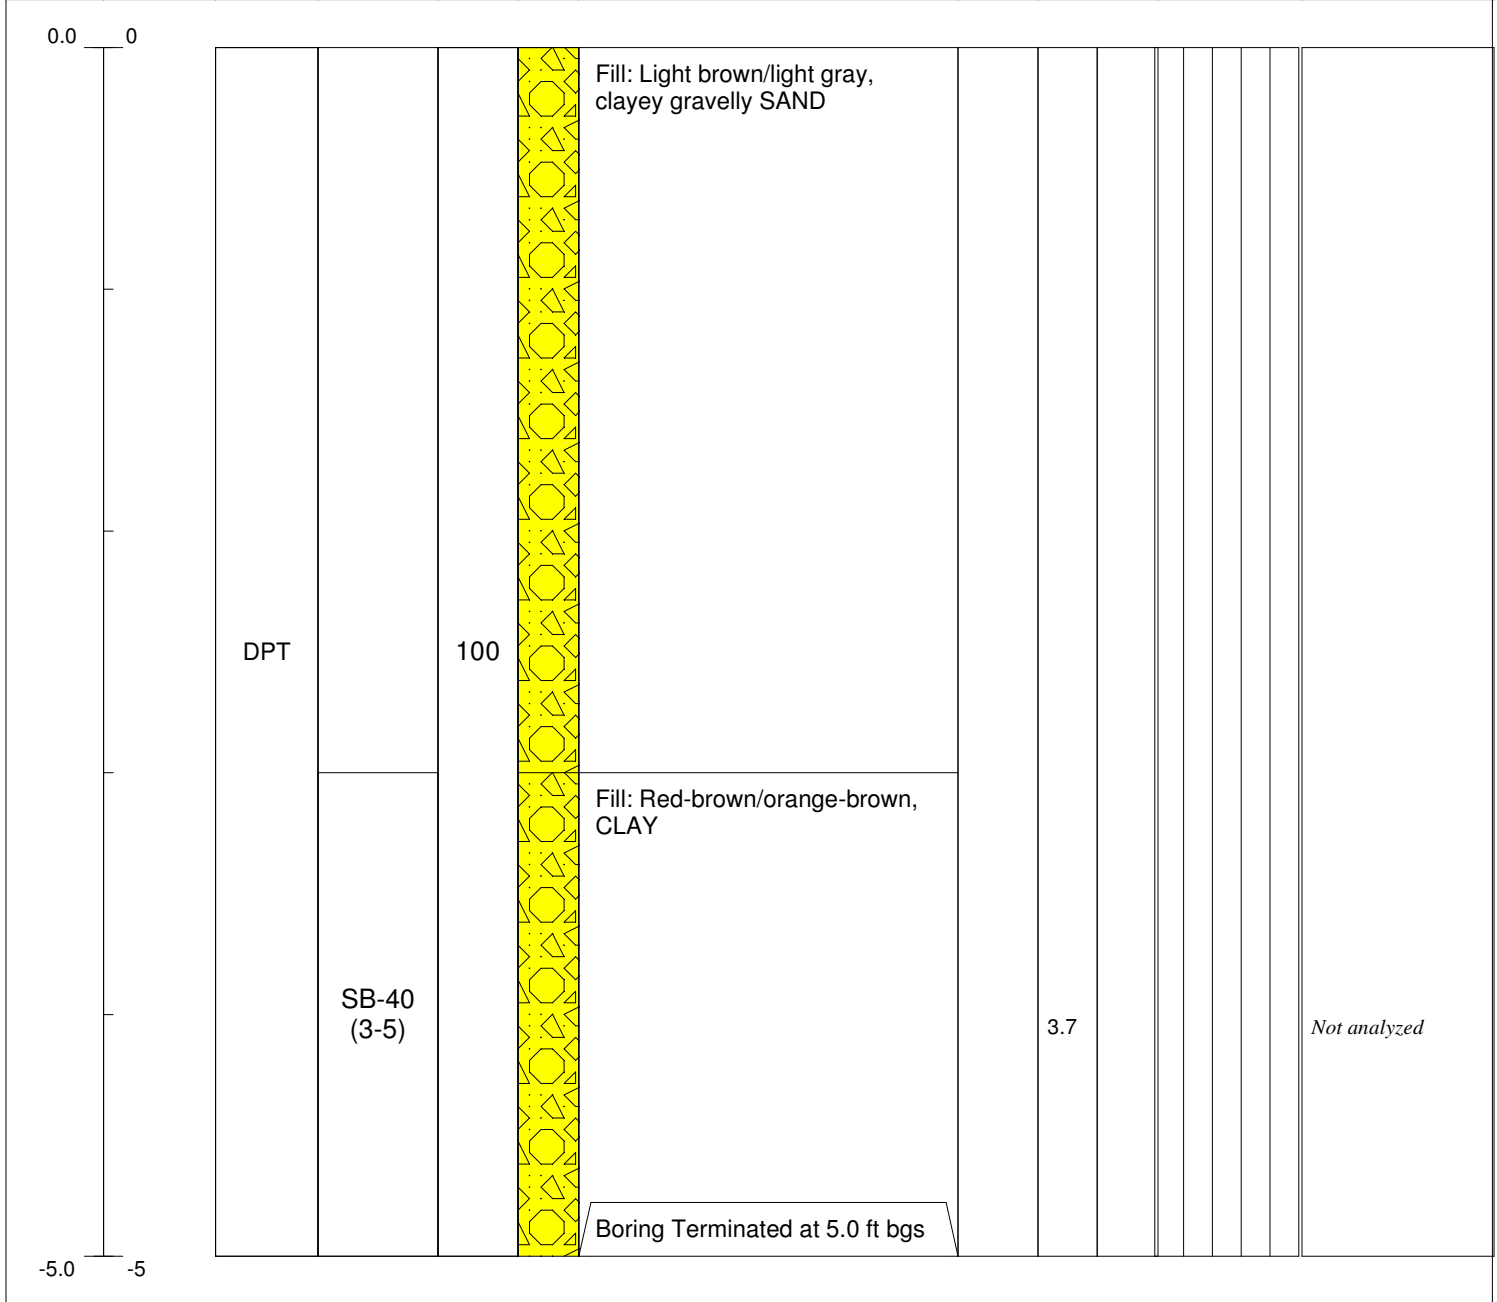 0.0 0
Fill: Light brown/light gray,
clayey gravelly SAND
DPT
100
Fill: Red-brown/orange-brown,
CLAY
SB-40
(3-5)
3.7
Not analyzed
Boring Terminated at 5.0 ft bgs
-5.0 -5